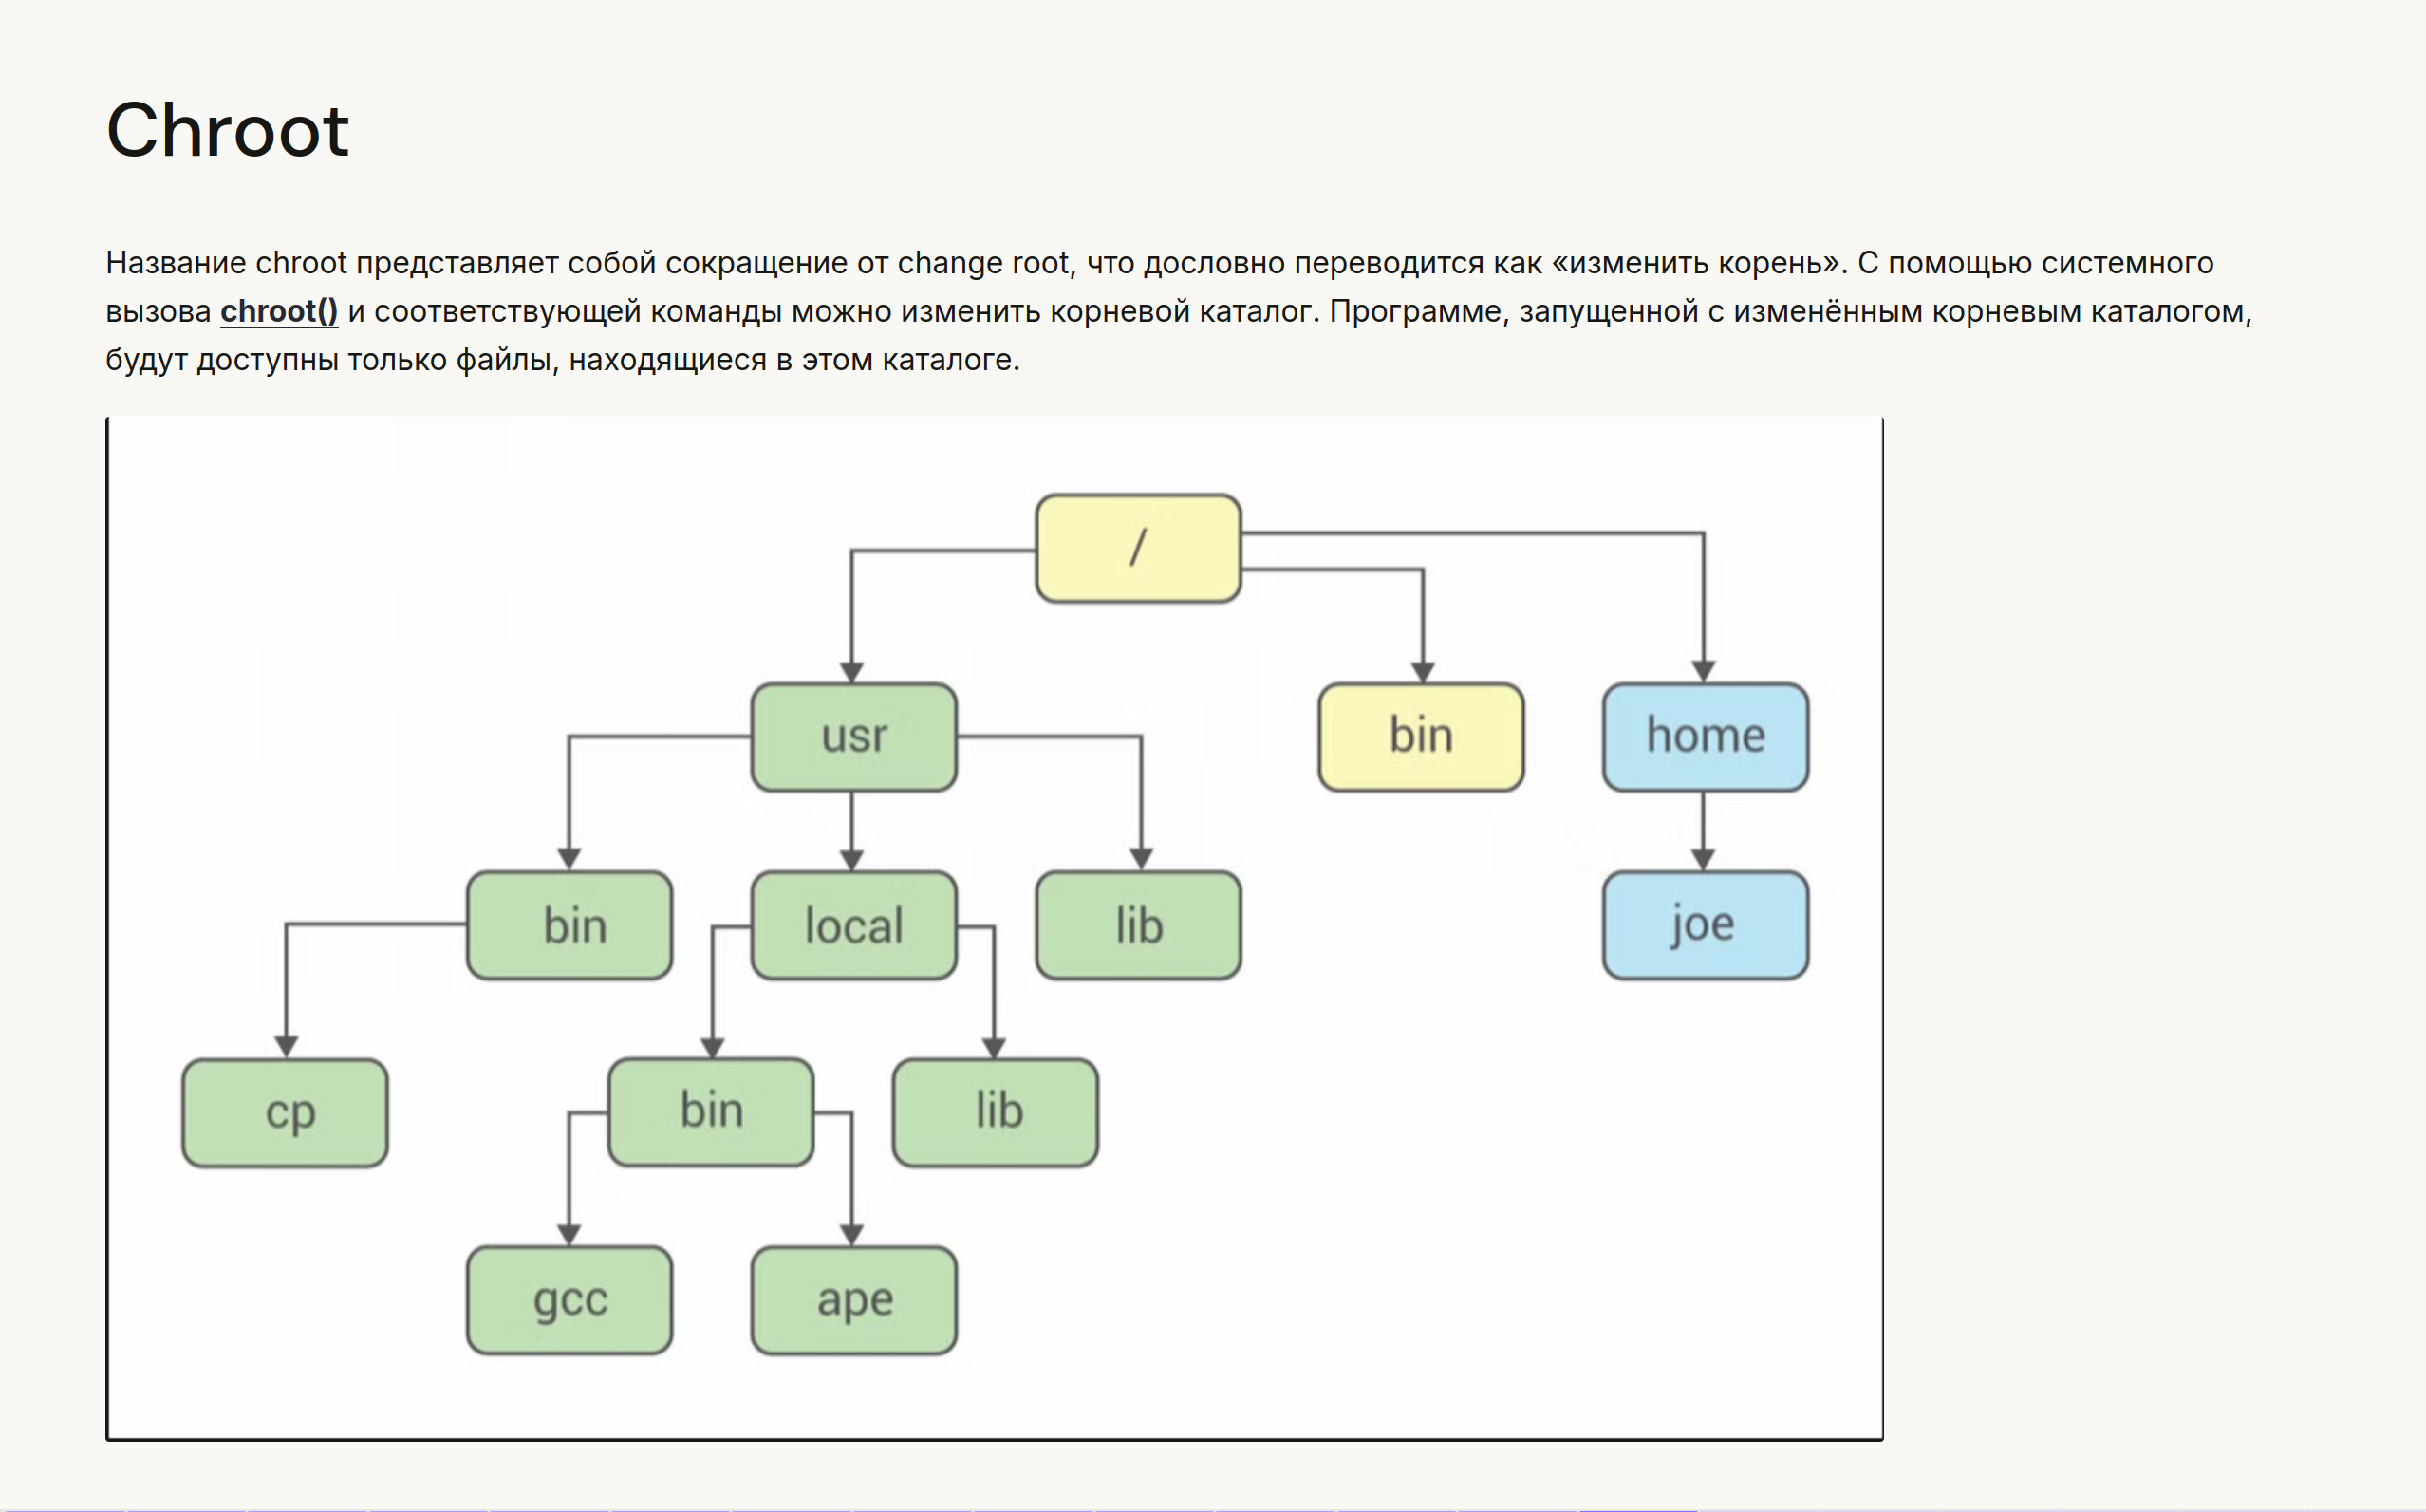 Chroot
Название chroot представляет собой сокращение от change root, что дословно переводится как «изменить корень». С помощью системного
вызова chroot() и соответствующей команды можно изменить корневой каталог. Программе, запущенной с изменённым корневым каталогом,
будут доступны только файлы, находящиеся в этом каталоге.
/
usr
bin
home
bin
local
lib
joe
cp
bin
lib
gcc
ape